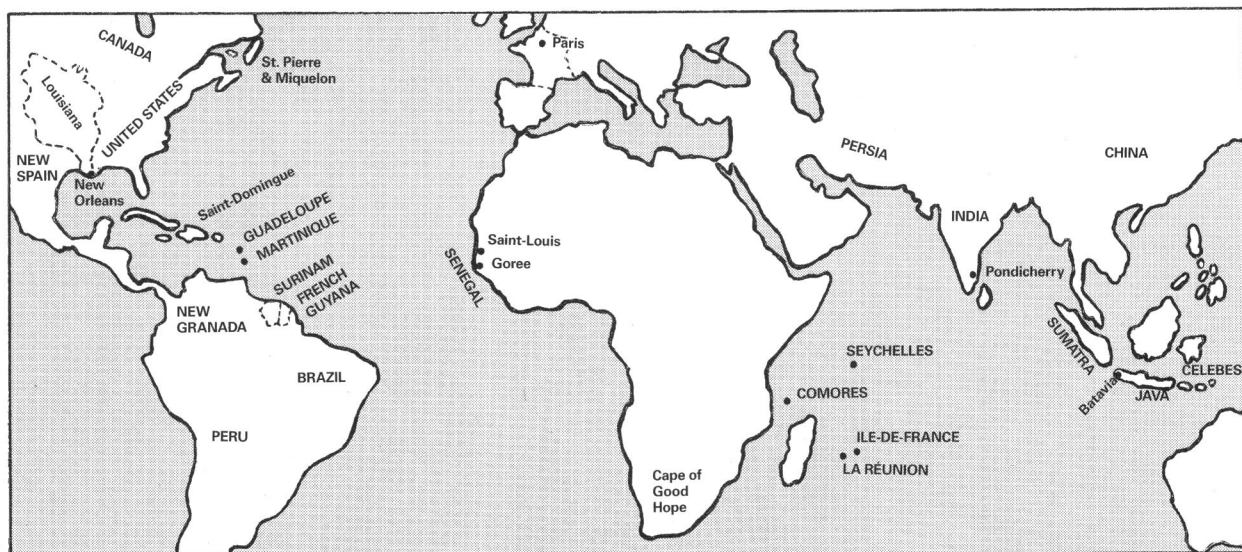 CANADA
St. Pierre
& Miquelon
Louisiana
UNITED STATES
NEW
SPAIN
New
Orleans
Saint-Domingue
GUADELOUPE
MARTINIQUE
SURINAM
FRENCH
GUYANA
NEW
GRANADA
BRAZIL
PERU
Paris
Saint-Louis
Goree
SENEGAL
Cape of
Good
Hope
PERSIA
CHINA
INDIA
Pondicherry
SEYCHELLES
COMORES
ILE-DE-FRANCE
LA RÉUNION
SUMATRA
Batavia
JAVA
CELEBES